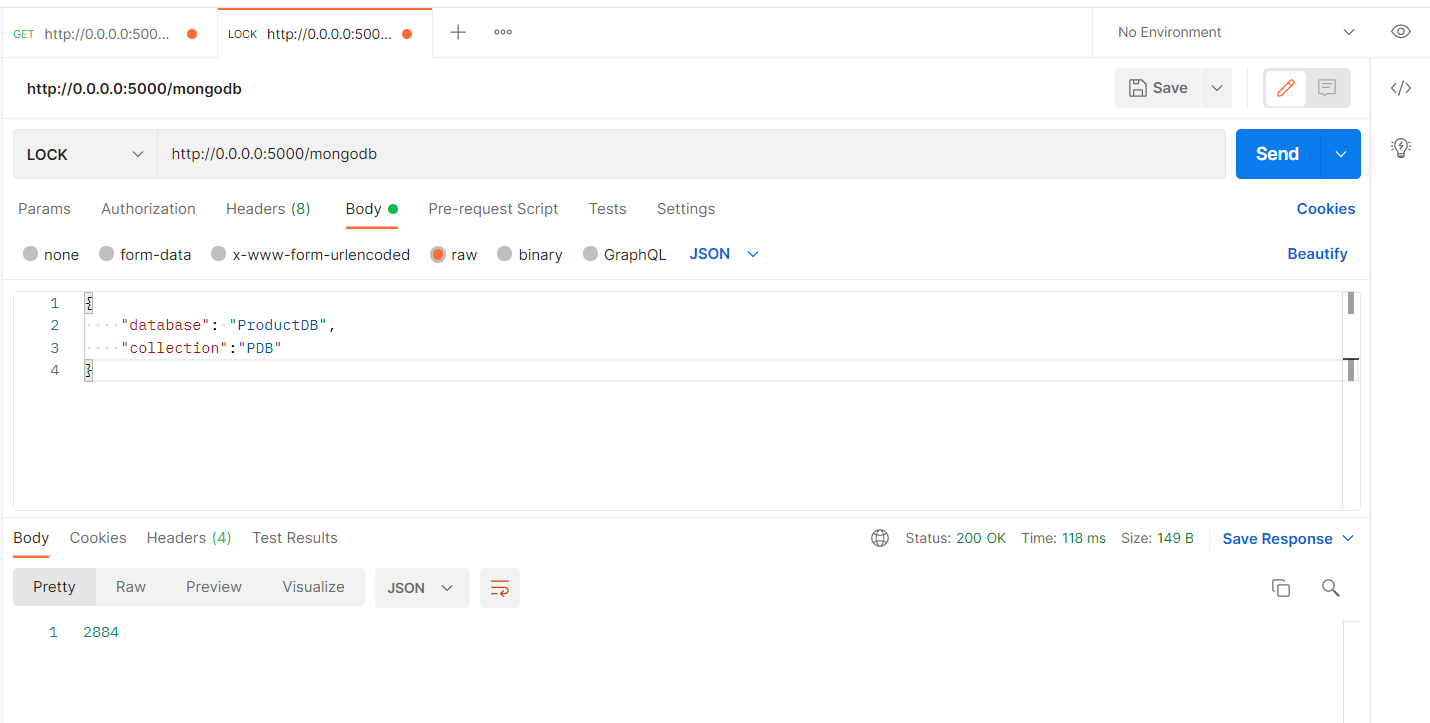 GET http://0.0.0.0:500... LOCK http://0.0.0.0:500... No Environment
http://0.0.0.0:5000/mongodb Save
LOCK http://0.0.0.0:5000/mongodb Send
Params Authorization Headers (8) Body Pre-request Script Tests Settings Cookies
none form-data x-www-form-urlencoded raw binary GraphQL JSON Beautify
1 {
2 "database": "ProductDB",
3 "collection":"PDB"
4 }
Body Cookies Headers (4) Test Results Status: 200 OK Time: 118 ms Size: 149 B Save Response
Pretty Raw Preview Visualize JSON
1 2884